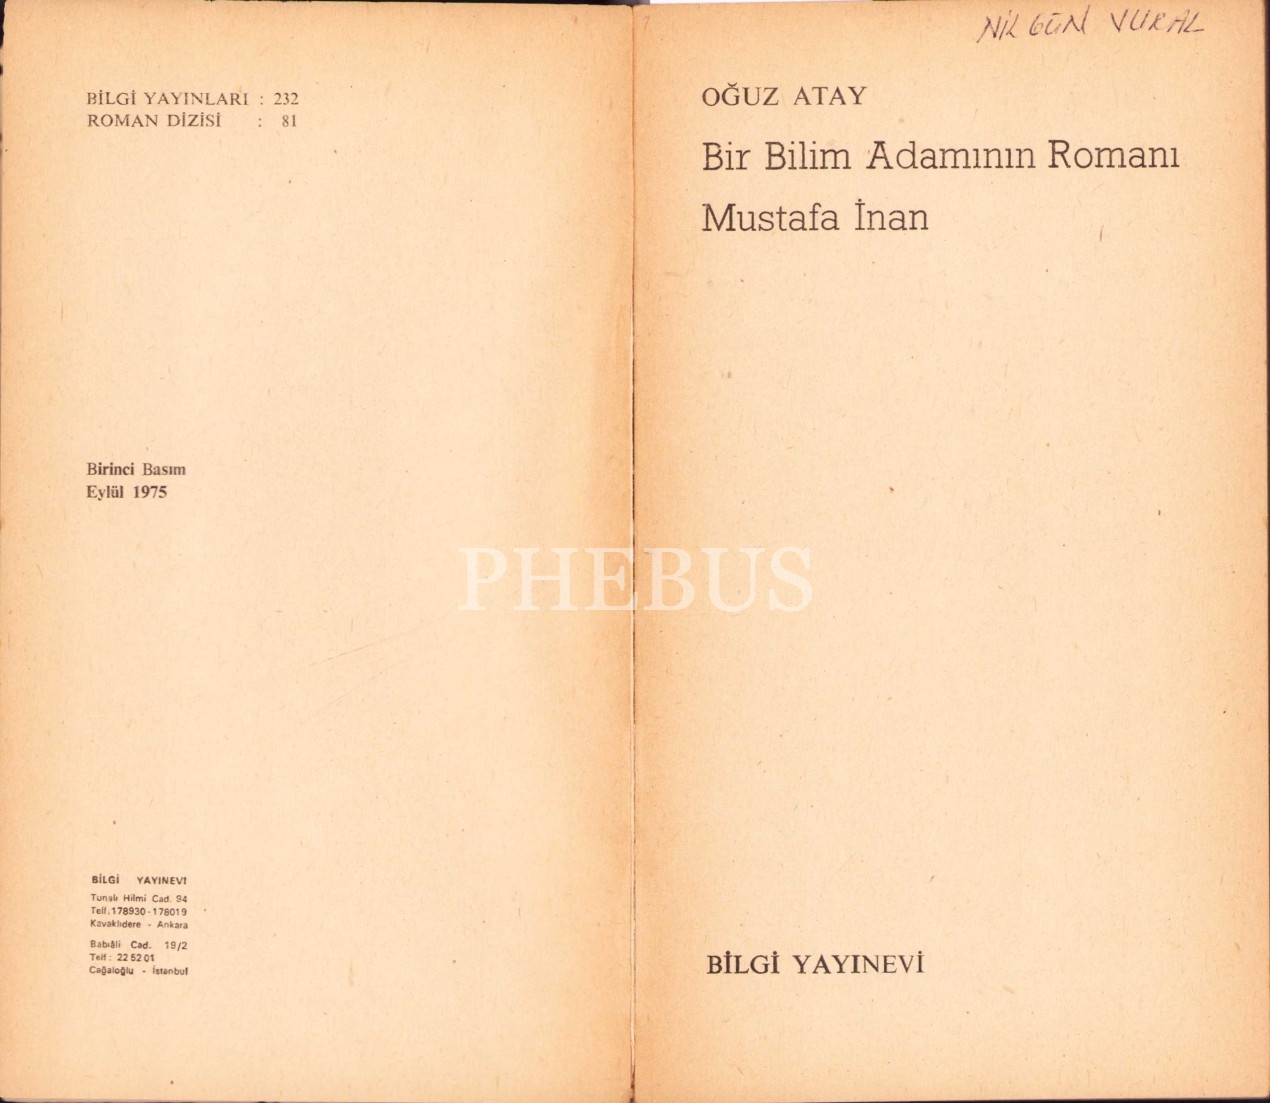 BİLGİ YAYINLARI : 232
ROMAN DİZİSİ : 81
Birinci Basım
Eylül 1975
BİLGİ YAYINEVİ
Tunalı Hilmi Cad. 94
Telf. 178930-178019
Kavaklıdere - Ankara
Babıâli Cad. 19/2
Telf: 22 52 01
Cağaloğlu - İstanbul
NİL GÜN VURAL
OĞUZ ATAY
Bir Bilim Adamının Romanı
Mustafa İnan
PHEBUS
BİLGİ YAYINEVİ